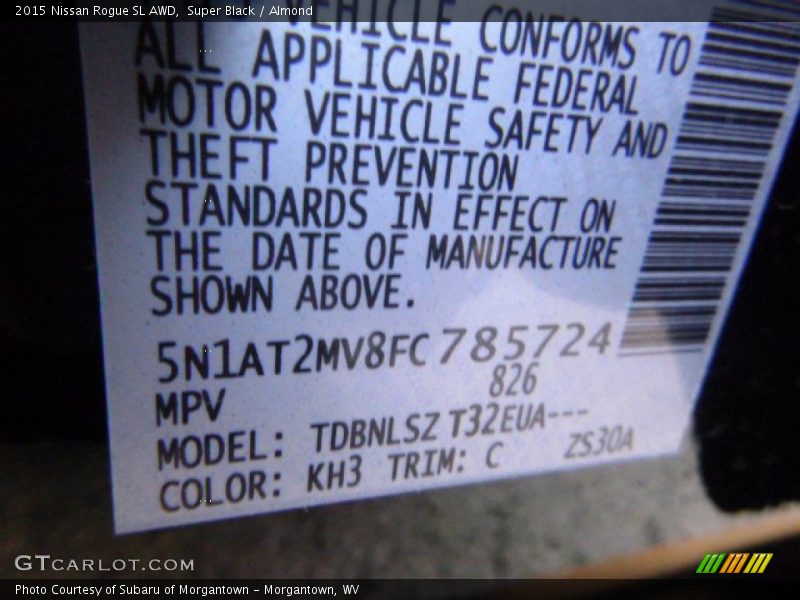 2015 Nissan Rogue SL AWD, Super Black / Almond
VEHICLE CONFORMS TO
ALL APPLICABLE FEDERAL
MOTOR VEHICLE SAFETY AND
THEFT PREVENTION
STANDARDS IN EFFECT ON
THE DATE OF MANUFACTURE
SHOWN ABOVE.
5N1AT2MV8FC785724
826
MPV
MODEL: TDBNLSZ T32EUA---
COLOR: KH3 TRIM: C ZS30A
GTCARLOT.COM
Photo Courtesy of Subaru of Morgantown - Morgantown, WV